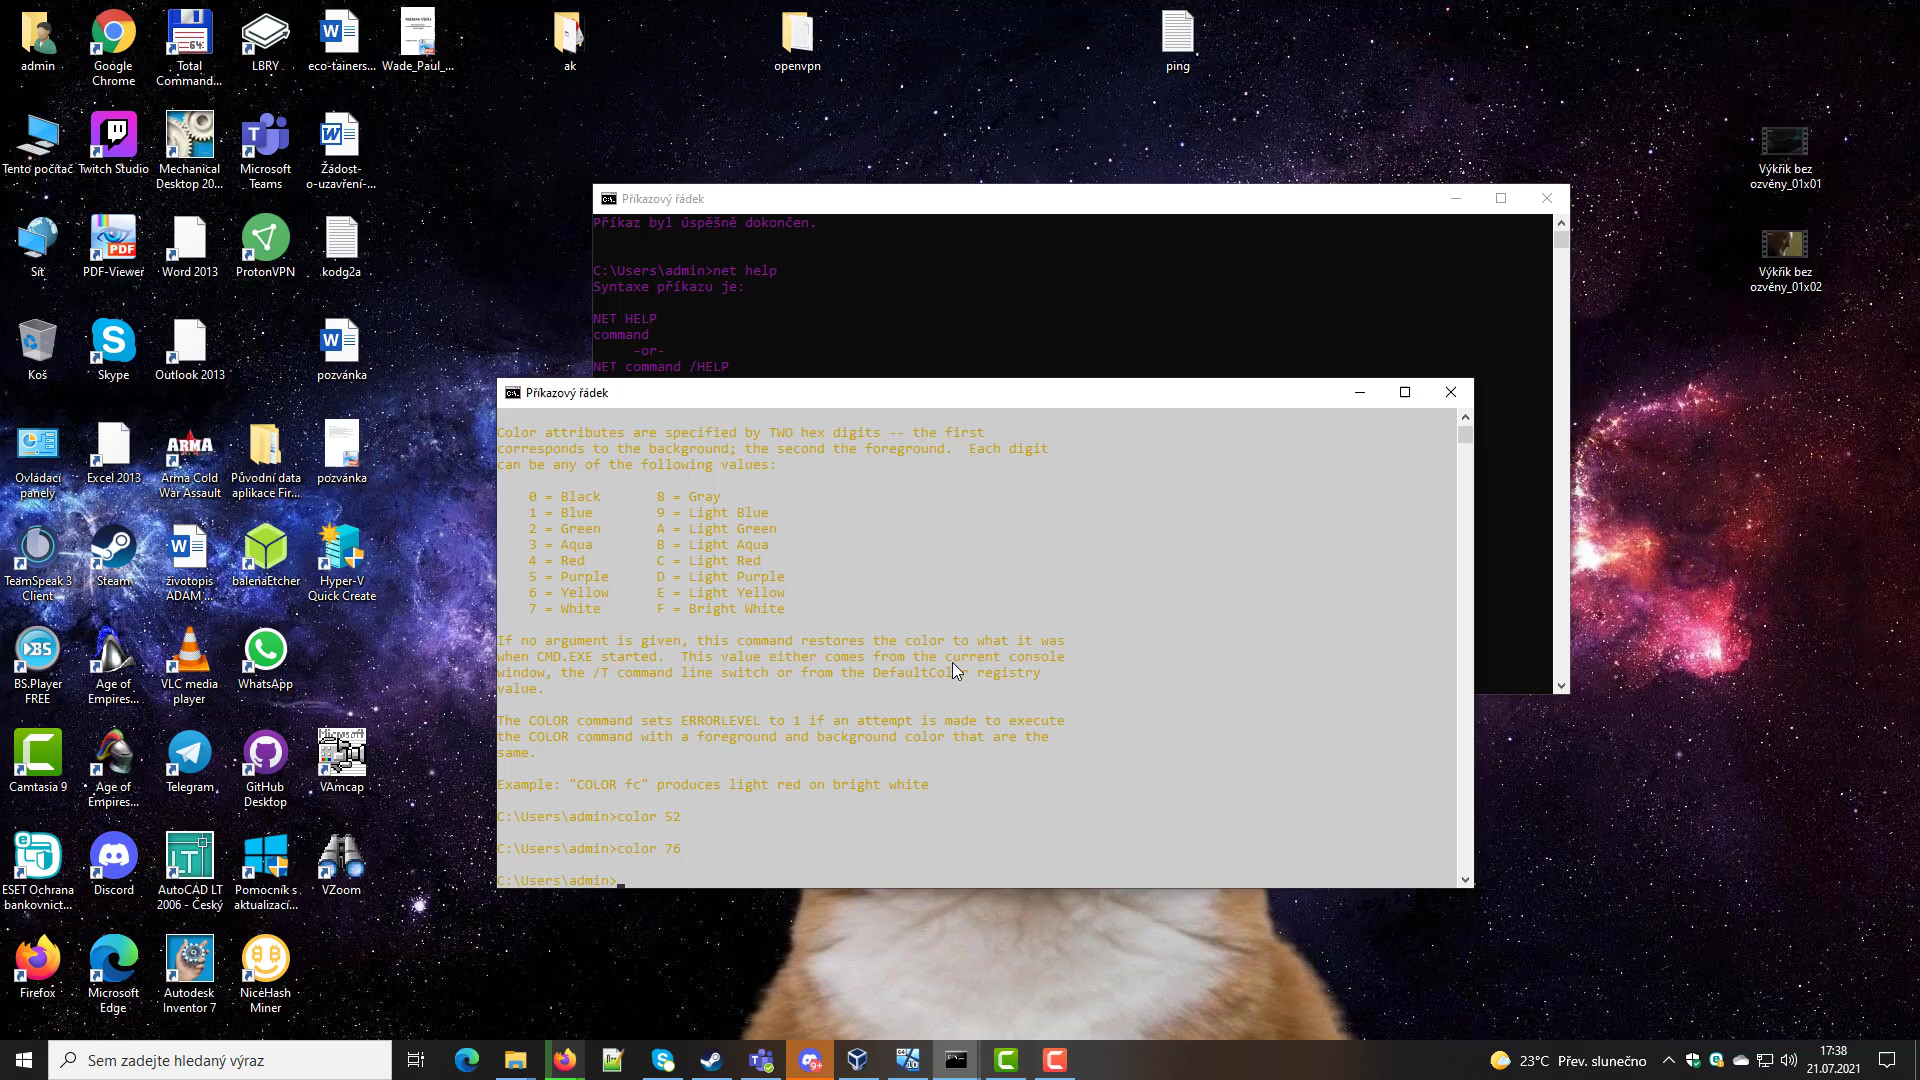 admin
Google
Chrome
Total
Command...
LBRY
eco-tainers...
Wade_Paul_...
ak
openvpn
ping
Tento počítač
Twitch Studio
Mechanical
Desktop 20...
Microsoft
Teams
Žádost-
o-uzavření-...
Výkřik bez
ozvěny_01x01
Síť
PDF-Viewer
Word 2013
ProtonVPN
kodg2a
Výkřik bez
ozvěny_01x02
Koš
Skype
Outlook 2013
pozvánka
Ovládací
panely
Excel 2013
Arma Cold
War Assault
Původní data
aplikace Fir...
pozvánka
TeamSpeak 3
Client
Steam
životopis
ADAM ...
balenaEtcher
Hyper-V
Quick Create
BS.Player
FREE
Age of
Empires...
VLC media
player
WhatsApp
Camtasia 9
Age of
Empires...
Telegram
GitHub
Desktop
VAmcap
ESET Ochrana
bankovnict...
Discord
AutoCAD LT
2006 - Český
Pomocník s
aktualizací...
VZoom
Firefox
Microsoft
Edge
Autodesk
Inventor 7
NiceHash
Miner
Příkazový řádek
Příkaz byl úspěšně dokončen.
C:\Users\admin>net help
Syntaxe příkazu je:
NET HELP
command
-or-
NET command /HELP
Příkazový řádek
Color attributes are specified by TWO hex digits -- the first
corresponds to the background; the second the foreground.  Each digit
can be any of the following values:
0 = Black       8 = Gray
1 = Blue        9 = Light Blue
2 = Green       A = Light Green
3 = Aqua        B = Light Aqua
4 = Red         C = Light Red
5 = Purple      D = Light Purple
6 = Yellow      E = Light Yellow
7 = White       F = Bright White
If no argument is given, this command restores the color to what it was
when CMD.EXE started.  This value either comes from the current console
window, the /T command line switch or from the DefaultColor registry
value.
The COLOR command sets ERRORLEVEL to 1 if an attempt is made to execute
the COLOR command with a foreground and background color that are the
same.
Example: "COLOR fc" produces light red on bright white
C:\Users\admin>color 52
C:\Users\admin>color 76
C:\Users\admin>
Sem zadejte hledaný výraz
9+
23°C Přev. slunečno
17:38
21.07.2021